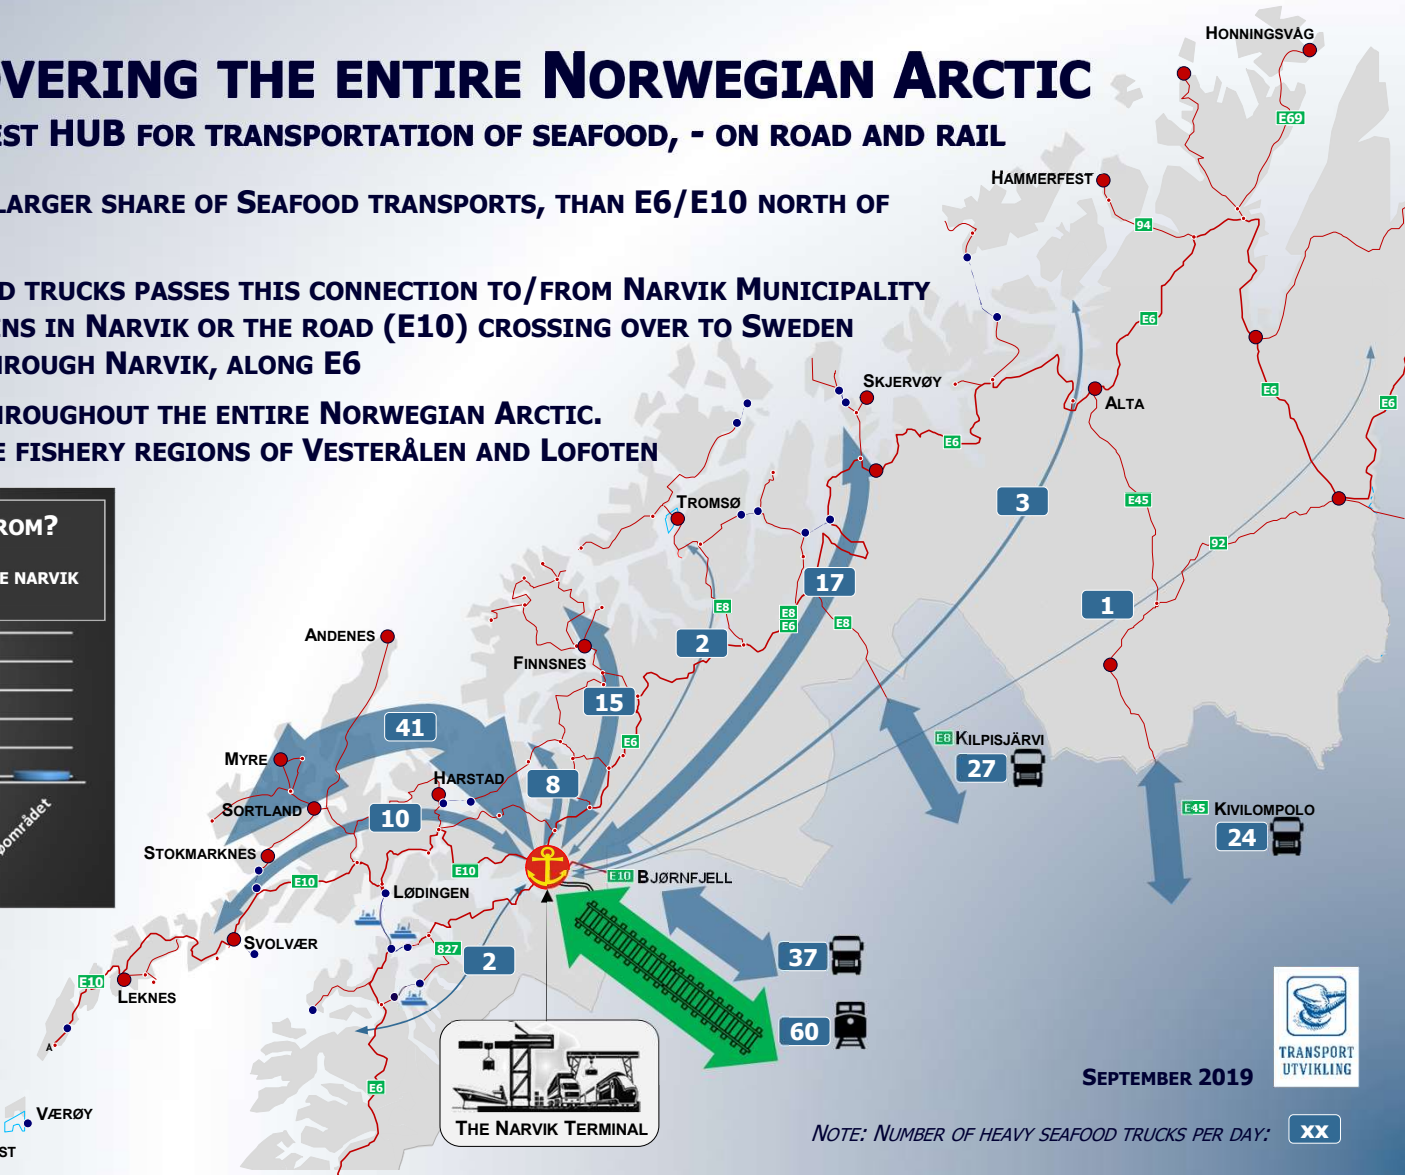 OVERING THE ENTIRE NORWEGIAN ARCTIC
EST HUB FOR TRANSPORTATION OF SEAFOOD, - ON ROAD AND RAIL
LARGER SHARE OF SEAFOOD TRANSPORTS, THAN E6/E10 NORTH OF
D TRUCKS PASSES THIS CONNECTION TO/FROM NARVIK MUNICIPALITY
INS IN NARVIK OR THE ROAD (E10) CROSSING OVER TO SWEDEN
HROUGH NARVIK, ALONG E6
HROUGHOUT THE ENTIRE NORWEGIAN ARCTIC.
E FISHERY REGIONS OF VESTERÅLEN AND LOFOTEN
ROM?
E NARVIK
øområdet
HONNINGSVÅG
E69
HAMMERFEST
94
E6
E6
E6
SKJERVØY
ALTA
E6
E45
92
TROMSØ
3
17
1
E8
E8
E6
E8
2
ANDENES
FINNSNES
15
41
E6
MYRE
HARSTAD
8
SORTLAND
10
STOKMARKNES
E10
E10
LØDINGEN
E8 KILPISJÄRVI
27
E45 KIVILOMPOLO
24
E10 BJØRNFJELL
SVOLVÆR
827
2
37
E10
LEKNES
60
Å
THE NARVIK TERMINAL
E6
VÆRØY
ST
TRANSPORT
UTVIKLING
SEPTEMBER 2019
NOTE: NUMBER OF HEAVY SEAFOOD TRUCKS PER DAY: XX